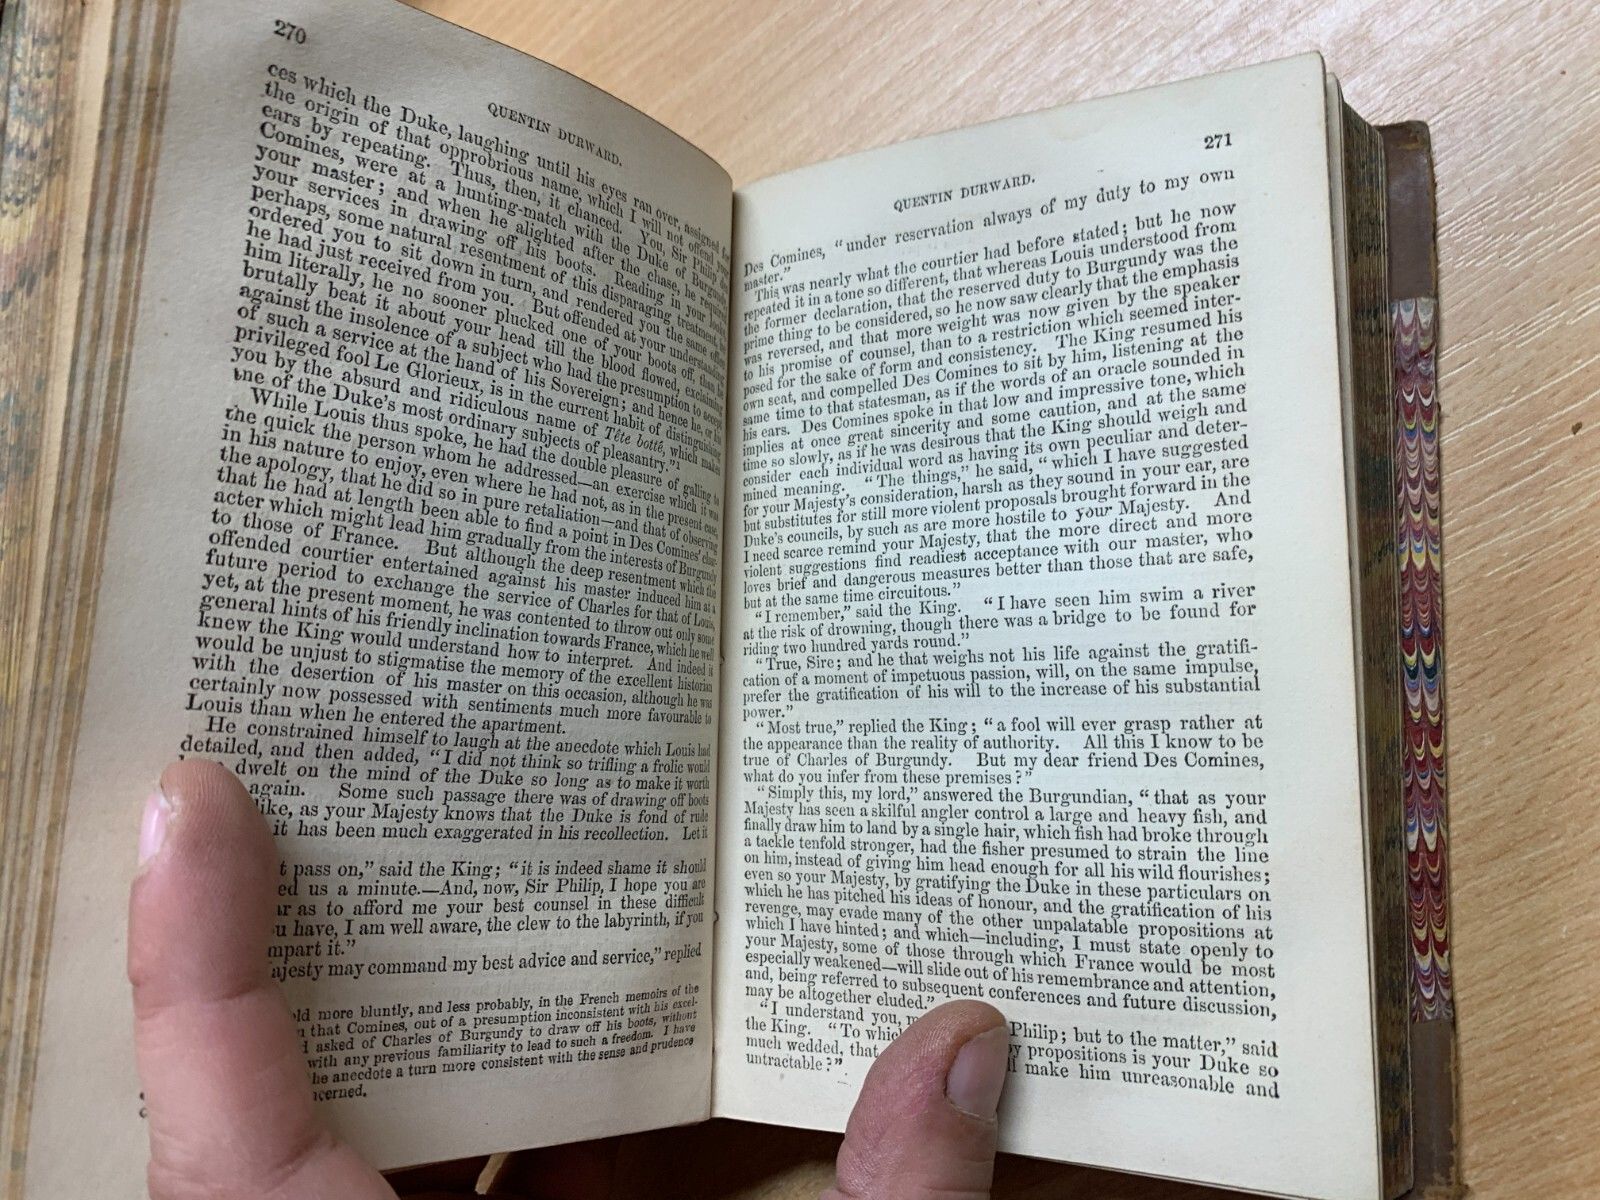 270
QUENTIN DURWARD.
ces which the Duke, laughing until his eyes ran over, assigned
the origin of that opprobrious name, which I will not offend your
ears by repeating. Thus, then, it chanced. You, Sir Philip des
Comines, were at a hunting-match with the Duke of Burgundy
your master; and when he alighted after the chase, he required
your services in drawing off his boots. Reading in your looks
perhaps, some natural resentment of this disparaging treatment,
ordered you to sit down in turn, and rendered you the same office
he had just received from you. But offended at your understanding
him literally, he no sooner plucked one of your boots off, than he
brutally beat it about your head till the blood flowed, exclaiming
against the insolence of a subject who had the presumption to accept
of such a service at the hand of his Sovereign; and hence he, or his
privileged fool Le Glorieux, is in the current habit of distinguishing
you by the absurd and ridiculous name of Tête botté, which makes
one of the Duke's most ordinary subjects of pleasantry."¹
While Louis thus spoke, he had the double pleasure of galling to
the quick the person whom he addressed—an exercise which it was
in his nature to enjoy, even where he had not, as in the present case,
the apology, that he did so in pure retaliation—and that of observing
that he had at length been able to find a point in Des Comines' char-
acter which might lead him gradually from the interests of Burgundy
to those of France. But although the deep resentment which the
offended courtier entertained against his master induced him at a
future period to exchange the service of Charles for that of Louis,
yet, at the present moment, he was contented to throw out only some
general hints of his friendly inclination towards France, which he well
knew the King would understand how to interpret. And indeed it
would be unjust to stigmatise the memory of the excellent historian
with the desertion of his master on this occasion, although he was
certainly now possessed with sentiments much more favourable to
Louis than when he entered the apartment.
He constrained himself to laugh at the anecdote which Louis had
detailed, and then added, "I did not think so trifling a frolic would
dwelt on the mind of the Duke so long as to make it worth
again. Some such passage there was of drawing off boots
like, as your Majesty knows that the Duke is fond of rude
it has been much exaggerated in his recollection. Let it
t pass on," said the King; "it is indeed shame it should
ed us a minute.—And, now, Sir Philip, I hope you are
ar as to afford me your best counsel in these difficult
u have, I am well aware, the clew to the labyrinth, if you
mpart it."
ajesty may command my best advice and service," replied
ld more bluntly, and less probably, in the French memoirs of the
that Comines, out of a presumption inconsistent with his excel-
asked of Charles of Burgundy to draw off his boots, without
with any previous familiarity to lead to such a freedom. I have
he anecdote a turn more consistent with the sense and prudence
ncerned.
271
QUENTIN DURWARD.
Des Comines, "under reservation always of my duty to my own
master."
This was nearly what the courtier had before stated; but he now
repeated it in a tone so different, that whereas Louis understood from
the former declaration, that the reserved duty to Burgundy was the
prime thing to be considered, so he now saw clearly that the emphasis
was reversed, and that more weight was now given by the speaker
to his promise of counsel, than to a restriction which seemed inter-
posed for the sake of form and consistency. The King resumed his
own seat, and compelled Des Comines to sit by him, listening at the
same time to that statesman, as if the words of an oracle sounded in
his ears. Des Comines spoke in that low and impressive tone, which
implies at once great sincerity and some caution, and at the same
time so slowly, as if he was desirous that the King should weigh and
consider each individual word as having its own peculiar and deter-
mined meaning. "The things," he said, "which I have suggested
for your Majesty's consideration, harsh as they sound in your ear, are
but substitutes for still more violent proposals brought forward in the
Duke's councils, by such as are more hostile to your Majesty. And
I need scarce remind your Majesty, that the more direct and more
violent suggestions find readiest acceptance with our master, who
loves brief and dangerous measures better than those that are safe,
but at the same time circuitous."
"I remember," said the King. "I have seen him swim a river
at the risk of drowning, though there was a bridge to be found for
riding two hundred yards round."
"True, Sire; and he that weighs not his life against the gratifi-
cation of a moment of impetuous passion, will, on the same impulse,
prefer the gratification of his will to the increase of his substantial
power."
"Most true," replied the King; "a fool will ever grasp rather at
the appearance than the reality of authority. All this I know to be
true of Charles of Burgundy. But my dear friend Des Comines,
what do you infer from these premises?"
"Simply this, my lord," answered the Burgundian, "that as your
Majesty has seen a skilful angler control a large and heavy fish, and
finally draw him to land by a single hair, which fish had broke through
a tackle tenfold stronger, had the fisher presumed to strain the line
on him, instead of giving him head enough for all his wild flourishes;
even so your Majesty, by gratifying the Duke in these particulars on
which he has pitched his ideas of honour, and the gratification of his
revenge, may evade many of the other unpalatable propositions at
which I have hinted; and which—including, I must state openly to
your Majesty, some of those through which France would be most
especially weakened—will slide out of his remembrance and attention,
and, being referred to subsequent conferences and future discussion,
may be altogether eluded."
"I understand you, m Philip; but to the matter," said
the King. "To whic y propositions is your Duke so
much wedded, that ll make him unreasonable and
untractable?"